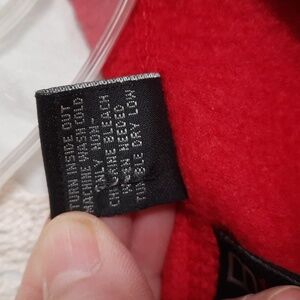 TURN INSIDE OUT
MACHINE WASH COLD
ONLY NON-
CHLORINE BLEACH
WHEN NEEDED
TUMBLE DRY LOW